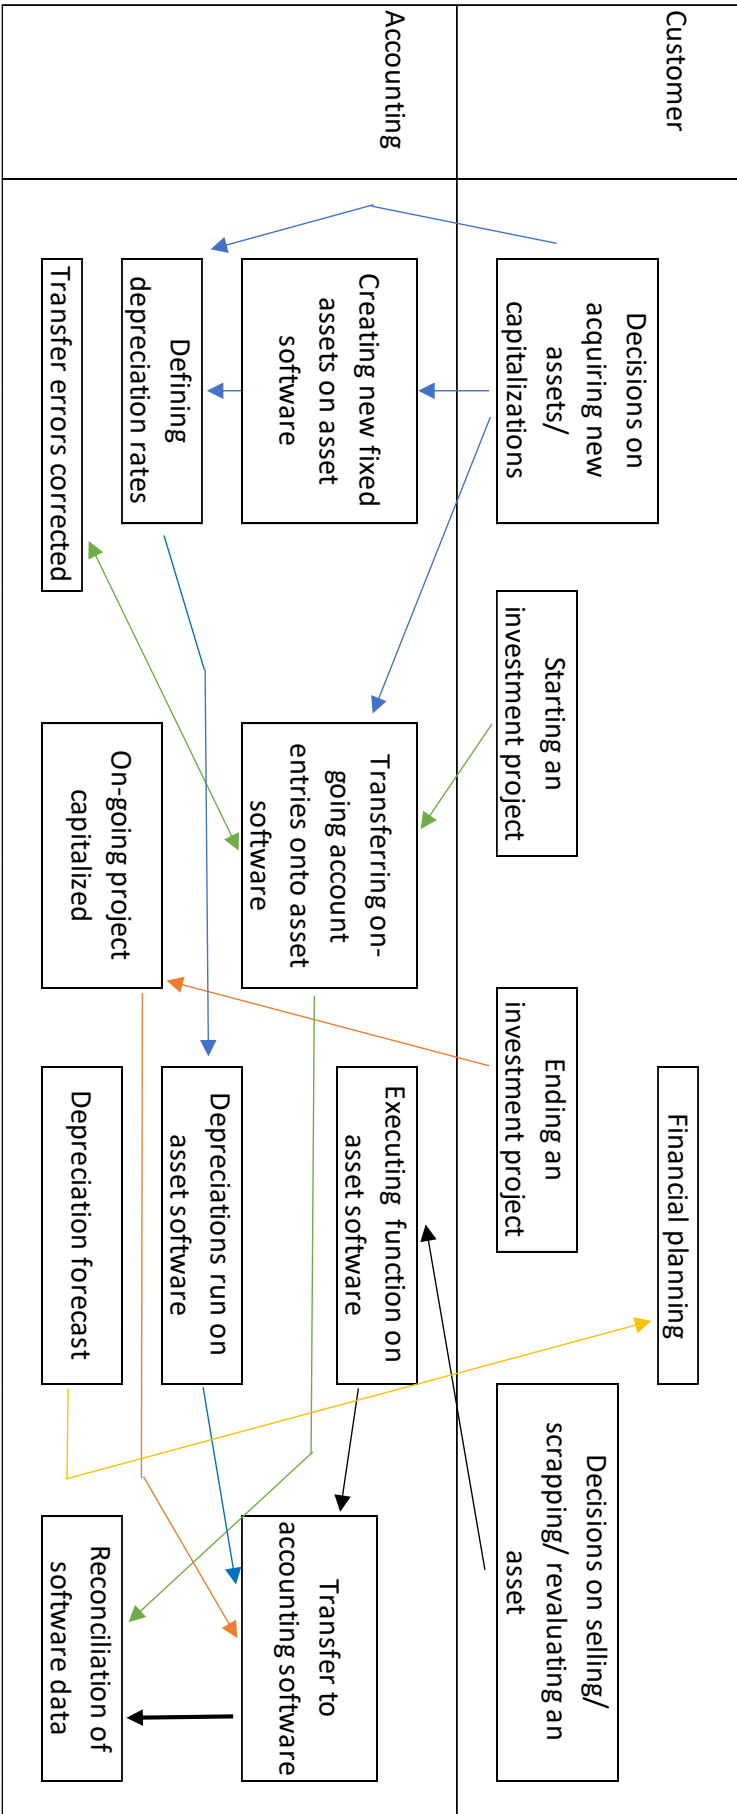 Customer
Decisions on
acquiring new
assets/
capitalizations
Starting an
investment project
Ending an
investment project
Financial planning
Decisions on selling/
scrapping/ revaluating an
asset
Accounting
Creating new fixed
assets on asset
software
Defining
depreciation rates
Transfer errors corrected
Transferring on-
going account
entries onto asset
software
On-going project
capitalized
Executing function on
asset software
Depreciations run on
asset software
Depreciation forecast
Transfer to
accounting software
Reconciliation of
software data